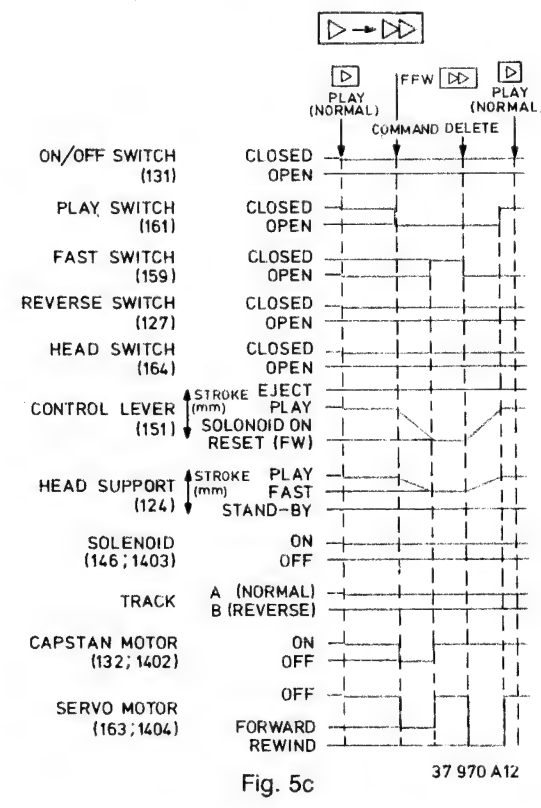 PLAY
(NORMAL)
FFW
PLAY
(NORMAL)
COMMAND DELETE
ON/OFF SWITCH
(131)
CLOSED
OPEN
PLAY SWITCH
(161)
CLOSED
OPEN
FAST SWITCH
(159)
CLOSED
OPEN
REVERSE SWITCH
(127)
CLOSED
OPEN
HEAD SWITCH
(164)
CLOSED
OPEN
CONTROL LEVER
(151)
STROKE
(mm)
EJECT
PLAY
SOLONOID ON
RESET (FW)
HEAD SUPPORT
(124)
STROKE
(mm)
PLAY
FAST
STAND-BY
SOLENOID
(146; 1403)
ON
OFF
TRACK
A (NORMAL)
B (REVERSE)
CAPSTAN MOTOR
(132; 1402)
ON
OFF
SERVO MOTOR
(163; 1404)
OFF
FORWARD
REWIND
37 970 A12
Fig. 5c